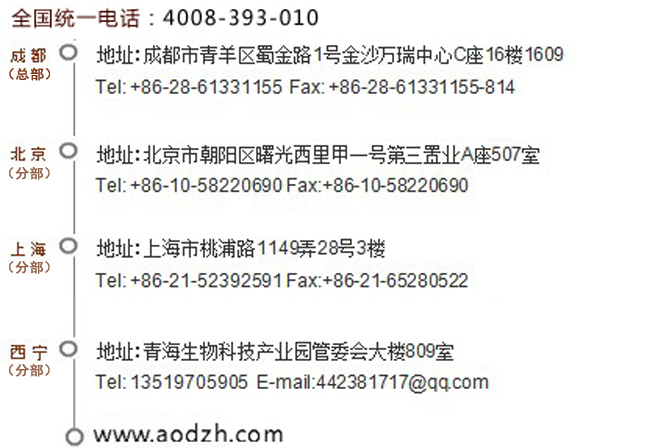 全国统一电话：4008-393-010
成都
（总部）
地址：成都市青羊区蜀金路1号金沙万瑞中心C座16楼1609
Tel: +86-28-61331155 Fax: +86-28-61331155-814
北京
（分部）
地址：北京市朝阳区曙光西里甲一号第三置业A座507室
Tel: +86-10-58220690 Fax:+86-10-58220690
上海
（分部）
地址：上海市桃浦路1149弄28号3楼
Tel: +86-21-52392591 Fax:+86-21-65280522
西宁
（分部）
地址：青海生物科技产业园管委会大楼809室
Tel: 13519705905 E-mail:442381717@qq.com
www.aodzh.com